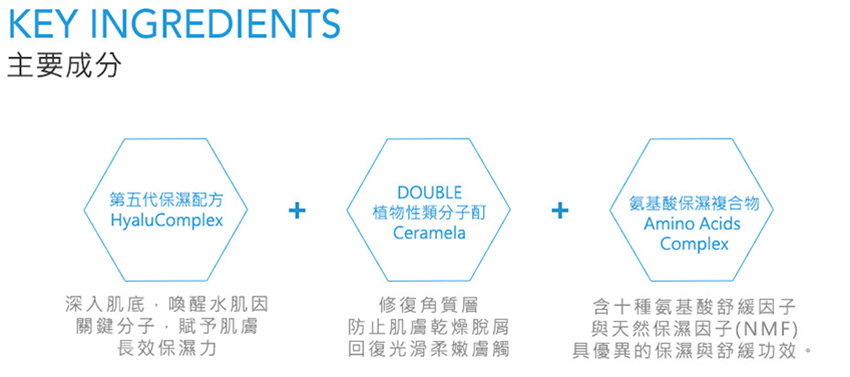 KEY INGREDIENTS
主要成分
第五代保濕配方
HyaluComplex
深入肌底，喚醒水肌因
關鍵分子，賦予肌膚
長效保濕力
+
DOUBLE
植物性類分子酊
Ceramela
修復角質層
防止肌膚乾燥脫屑
回復光滑柔嫩膚觸
+
氨基酸保濕複合物
Amino Acids
Complex
含十種氨基酸舒緩因子
與天然保濕因子(NMF)
具優異的保濕與舒緩功效。